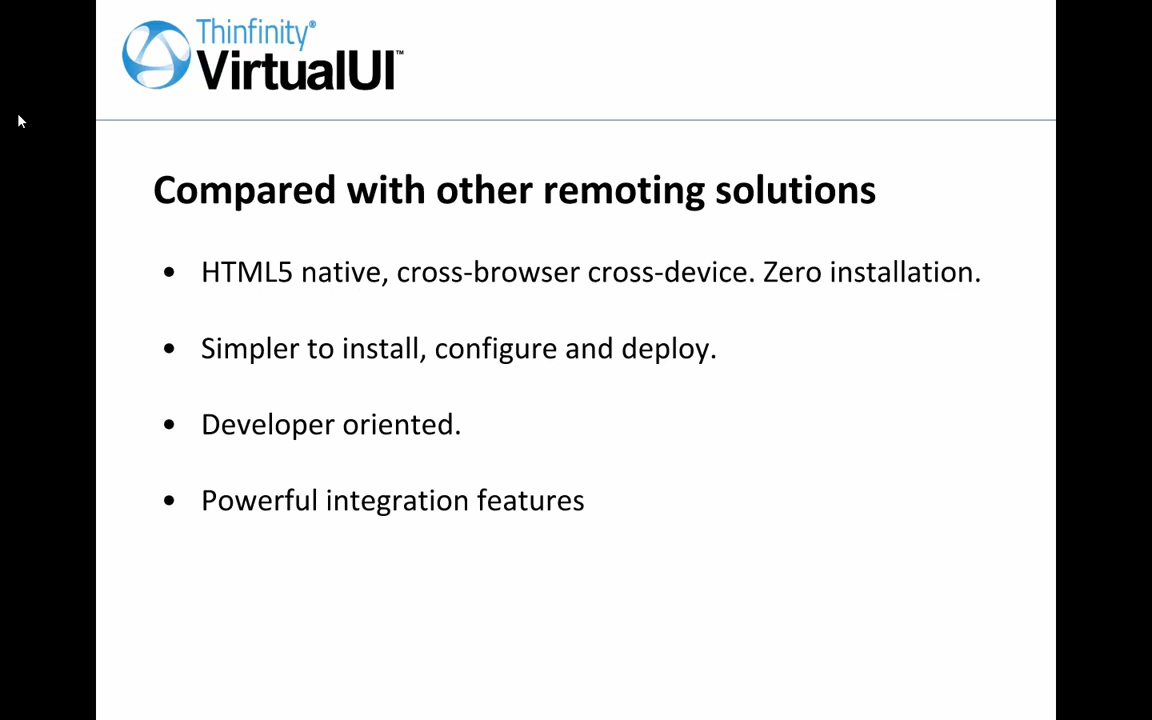 Thinfinity®
VirtualUI™
Compared with other remoting solutions
• HTML5 native, cross-browser cross-device. Zero installation.
• Simpler to install, configure and deploy.
• Developer oriented.
• Powerful integration features